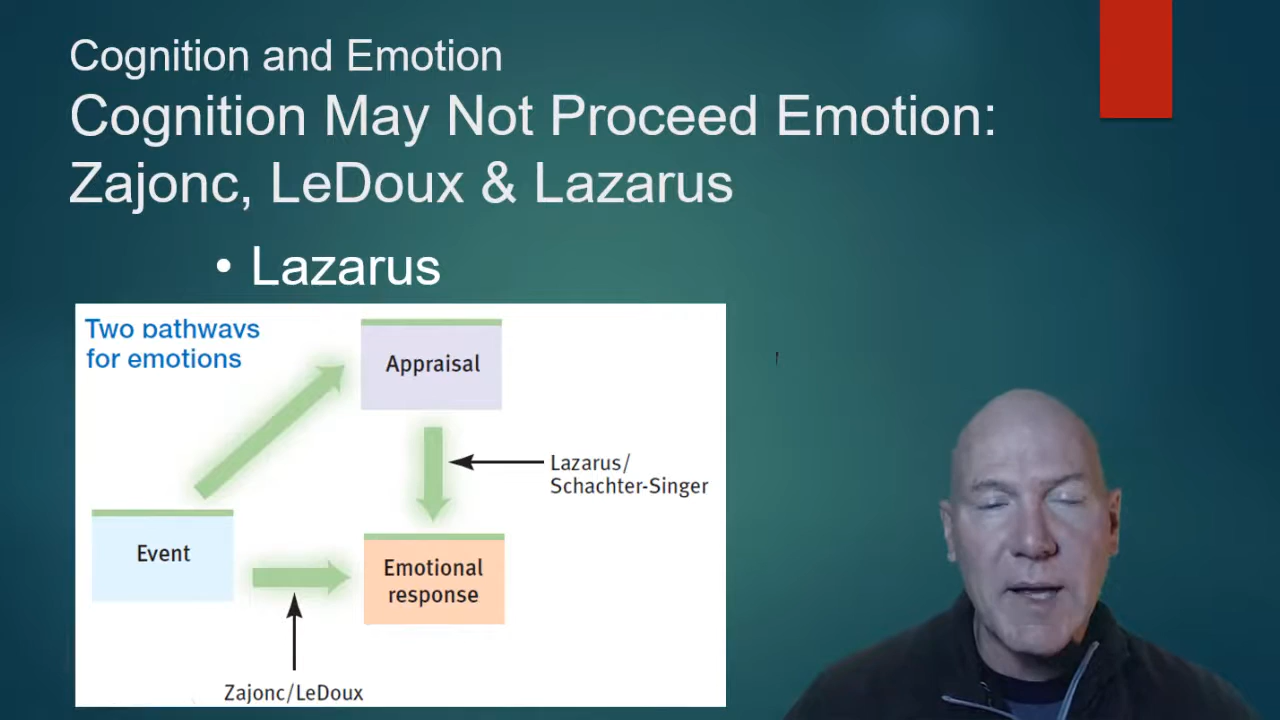 Cognition and Emotion
Cognition May Not Proceed Emotion:
Zajonc, LeDoux & Lazarus
• Lazarus
Two pathways
for emotions
Appraisal
Lazarus/
Schachter-Singer
Event
Emotional
response
Zajonc/LeDoux